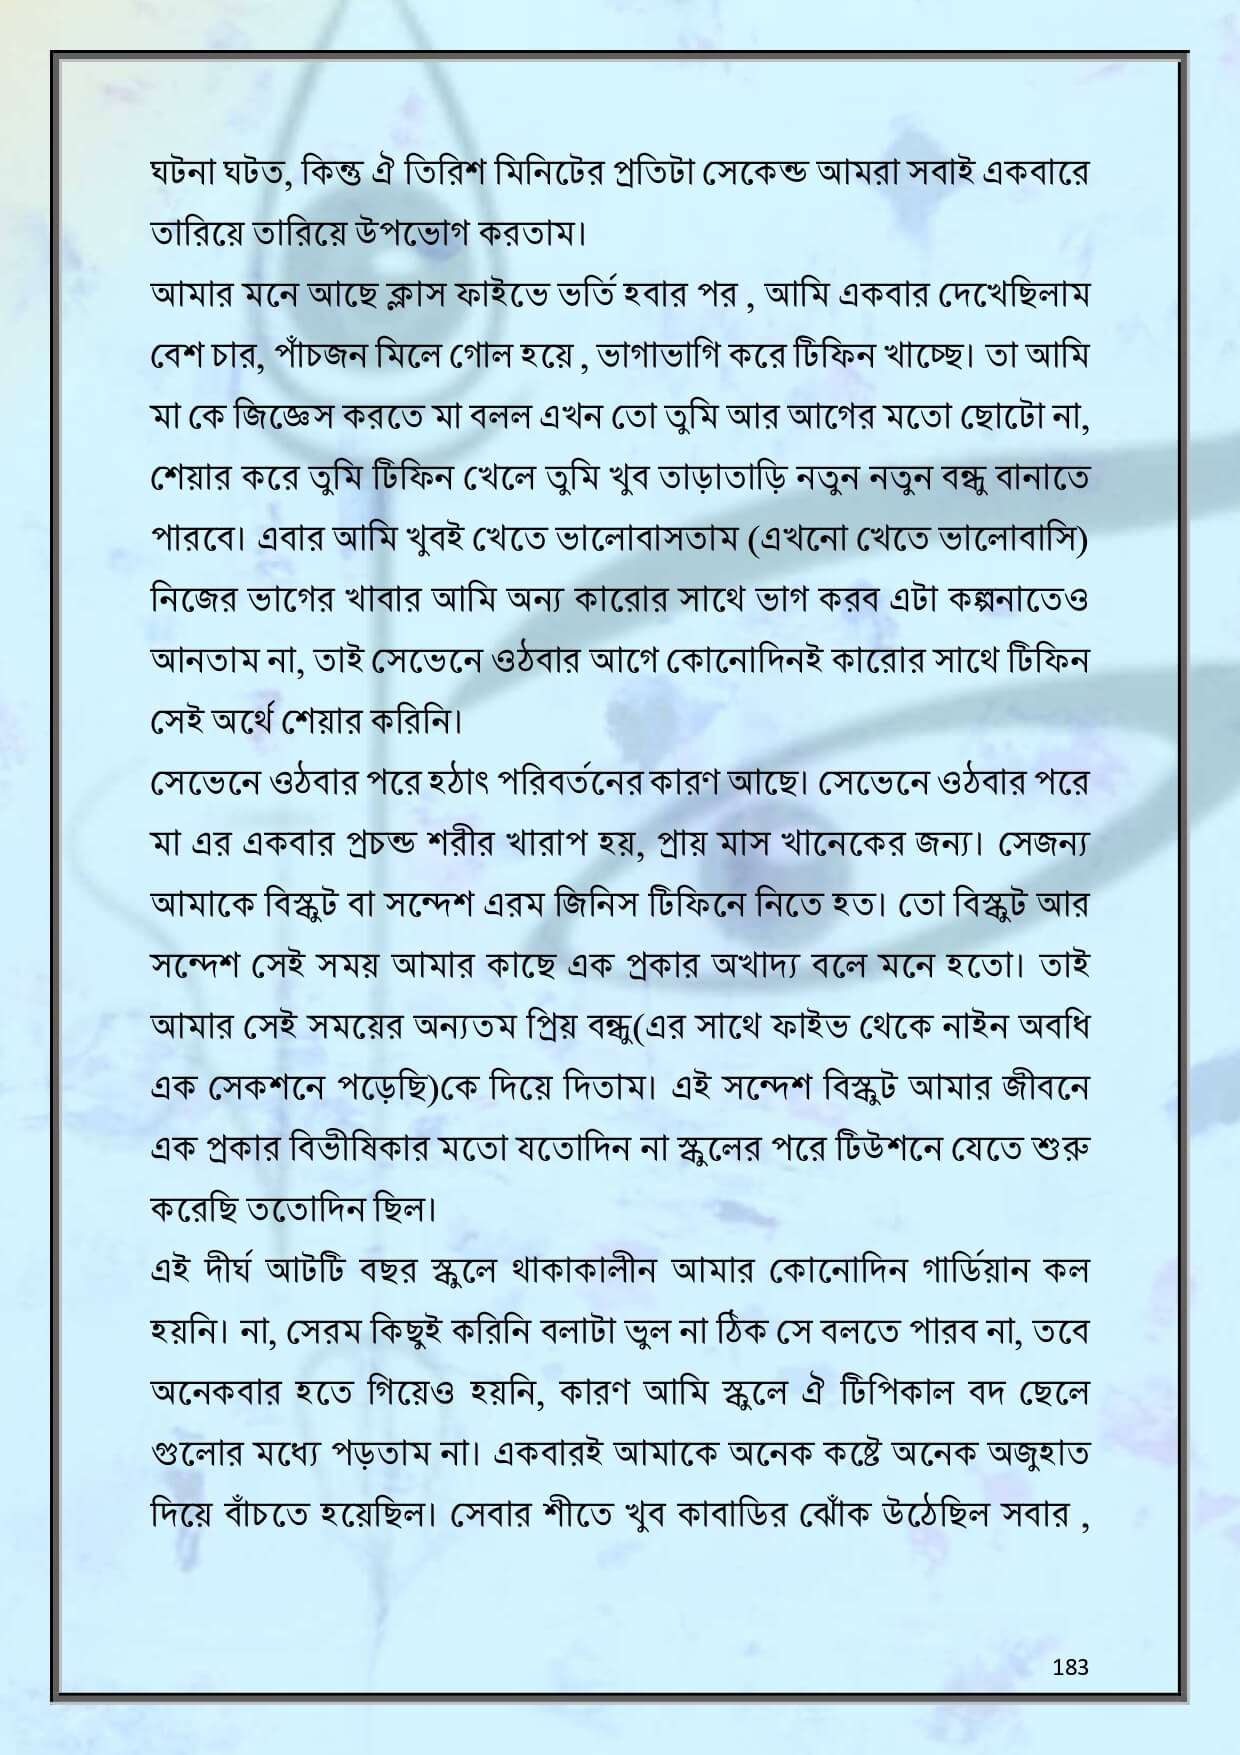 ঘটনা ঘটত, কিন্তু ঐ তিরিশ মিনিটের প্রতিটা সেকেন্ড আমরা সবাই একবারে
তারিয়ে তারিয়ে উপভোগ করতাম।
আমার মনে আছে ক্লাস ফাইভে ভর্তি হবার পর , আমি একবার দেখেছিলাম
বেশ চার, পাঁচজন মিলে গোল হয়ে , ভাগাভাগি করে টিফিন খাচ্ছে। তা আমি
মা কে জিজ্ঞেস করতে মা বলল এখন তো তুমি আর আগের মতো ছোটো না,
শেয়ার করে তুমি টিফিন খেলে তুমি খুব তাড়াতাড়ি নতুন নতুন বন্ধু বানাতে
পারবে। এবার আমি খুবই খেতে ভালোবাসতাম (এখনো খেতে ভালোবাসি)
নিজের ভাগের খাবার আমি অন্য কারোর সাথে ভাগ করব এটা কল্পনাতেও
আনতাম না, তাই সেভেনে ওঠবার আগে কোনোদিনই কারোর সাথে টিফিন
সেই অর্থে শেয়ার করিনি।
সেভেনে ওঠবার পরে হঠাৎ পরিবর্তনের কারণ আছে। সেভেনে ওঠবার পরে
মা এর একবার প্রচন্ড শরীর খারাপ হয়, প্রায় মাস খানেকের জন্য। সেজন্য
আমাকে বিস্কুট বা সন্দেশ এরম জিনিস টিফিনে নিতে হত। তো বিস্কুট আর
সন্দেশ সেই সময় আমার কাছে এক প্রকার অখাদ্য বলে মনে হতো। তাই
আমার সেই সময়ের অন্যতম প্রিয় বন্ধু(এর সাথে ফাইভ থেকে নাইন অবধি
এক সেকশনে পড়েছি)কে দিয়ে দিতাম। এই সন্দেশ বিস্কুট আমার জীবনে
এক প্রকার বিভীষিকার মতো যতোদিন না স্কুলের পরে টিউশনে যেতে শুরু
করেছি ততোদিন ছিল।
এই দীর্ঘ আটটি বছর স্কুলে থাকাকালীন আমার কোনোদিন গার্ডিয়ান কল
হয়নি। না, সেরম কিছুই করিনি বলাটা ভুল না ঠিক সে বলতে পারব না, তবে
অনেকবার হতে গিয়েও হয়নি, কারণ আমি স্কুলে ঐ টিপিকাল বদ ছেলে
গুলোর মধ্যে পড়তাম না। একবারই আমাকে অনেক কষ্টে অনেক অজুহাত
দিয়ে বাঁচতে হয়েছিল। সেবার শীতে খুব কাবাডির ঝোঁক উঠেছিল সবার ,
183